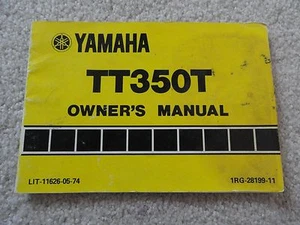 YAMAHA
TT350T
OWNER'S MANUAL
LIT-11626-05-74 1RG-28199-11